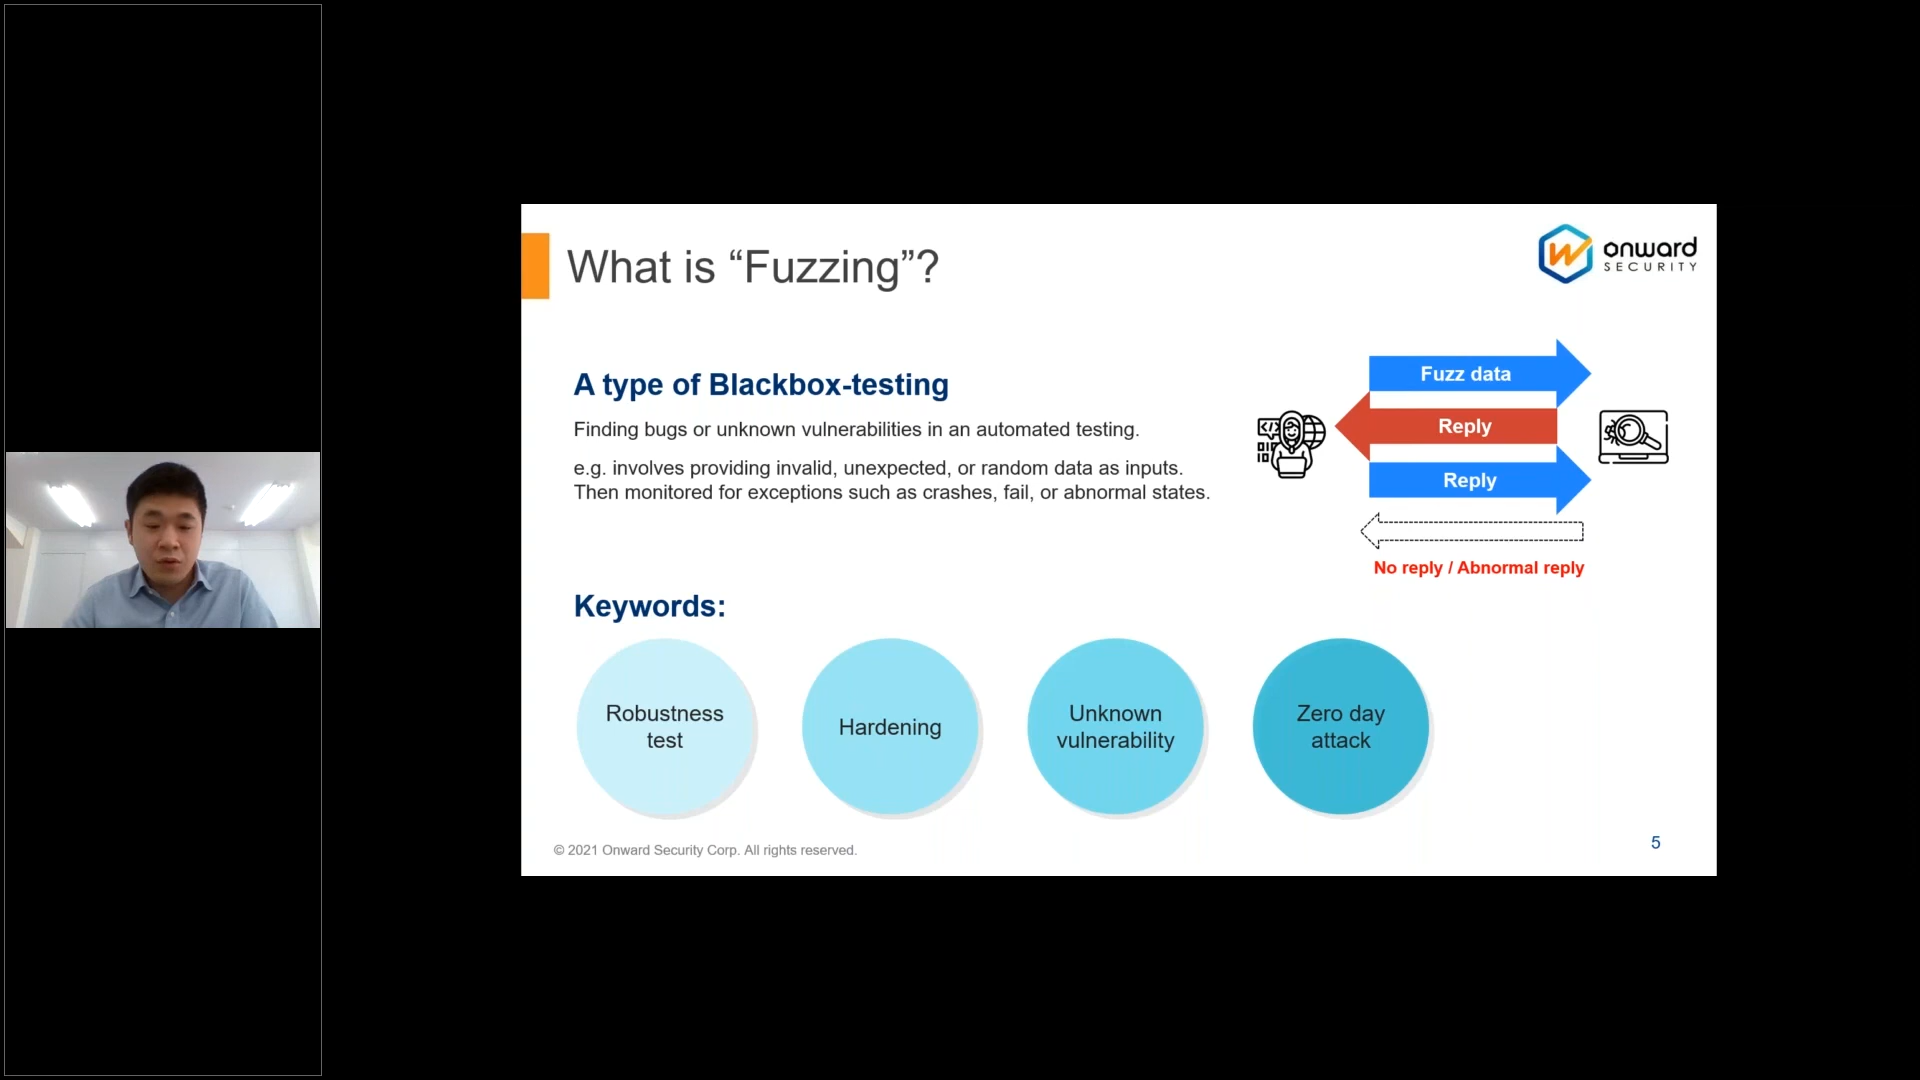 What is “Fuzzing”?
onward
SECURITY
A type of Blackbox-testing
Finding bugs or unknown vulnerabilities in an automated testing.
e.g. involves providing invalid, unexpected, or random data as inputs.
Then monitored for exceptions such as crashes, fail, or abnormal states.
Fuzz data
Reply
Reply
No reply / Abnormal reply
Keywords:
Robustness
test
Hardening
Unknown
vulnerability
Zero day
attack
© 2021 Onward Security Corp. All rights reserved.
5